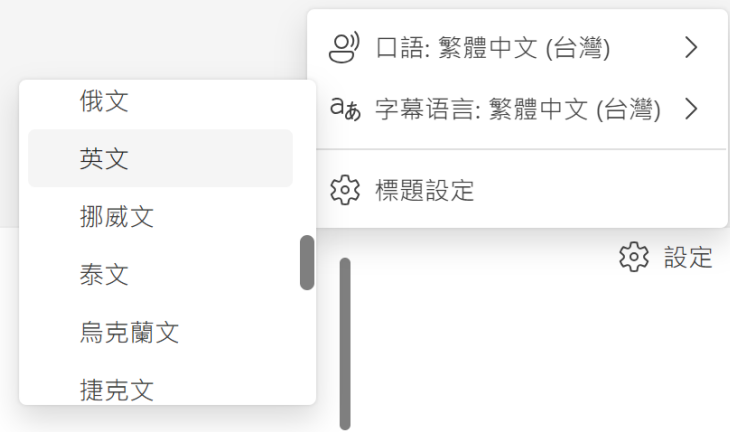 口語: 繁體中文 (台灣)
aあ 字幕语言: 繁體中文 (台灣)
標題設定
設定
俄文
英文
挪威文
泰文
烏克蘭文
捷克文